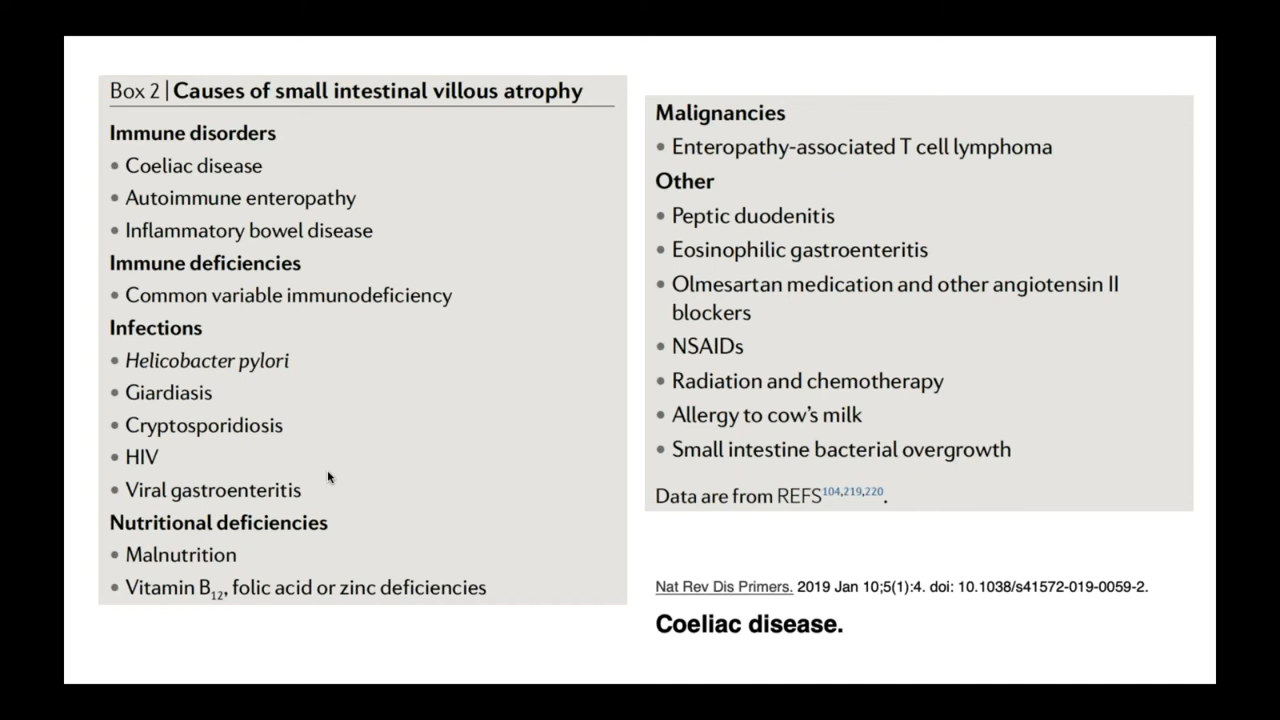 Box 2 | Causes of small intestinal villous atrophy
Immune disorders
• Coeliac disease
• Autoimmune enteropathy
• Inflammatory bowel disease
Immune deficiencies
• Common variable immunodeficiency
Infections
• Helicobacter pylori
• Giardiasis
• Cryptosporidiosis
• HIV
• Viral gastroenteritis
Nutritional deficiencies
• Malnutrition
• Vitamin B₁₂, folic acid or zinc deficiencies
Malignancies
• Enteropathy-associated T cell lymphoma
Other
• Peptic duodenitis
• Eosinophilic gastroenteritis
• Olmesartan medication and other angiotensin II
blockers
• NSAIDs
• Radiation and chemotherapy
• Allergy to cow’s milk
• Small intestine bacterial overgrowth
Data are from REFS¹⁰⁴,²¹⁹,²²⁰.
Nat Rev Dis Primers. 2019 Jan 10;5(1):4. doi: 10.1038/s41572-019-0059-2.
Coeliac disease.